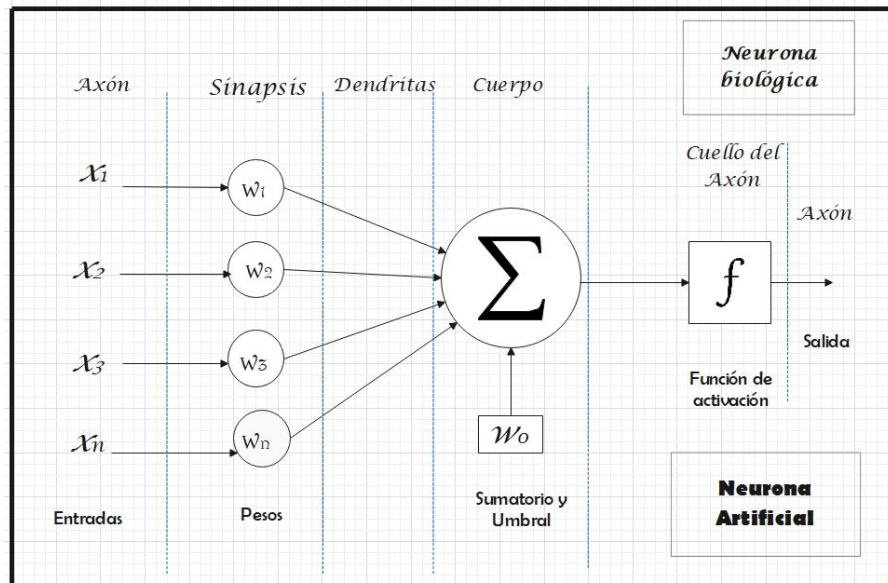 Neurona
biológica
Axón
Sinapsis
Dendritas
Cuerpo
Cuello del
Axón
Axón
x1
W1
x2
W2
x3
W3
xn
Wn
Σ
w0
f
Salida
Función de
activación
Entradas
Pesos
Sumatorio y
Umbral
Neurona
Artificial